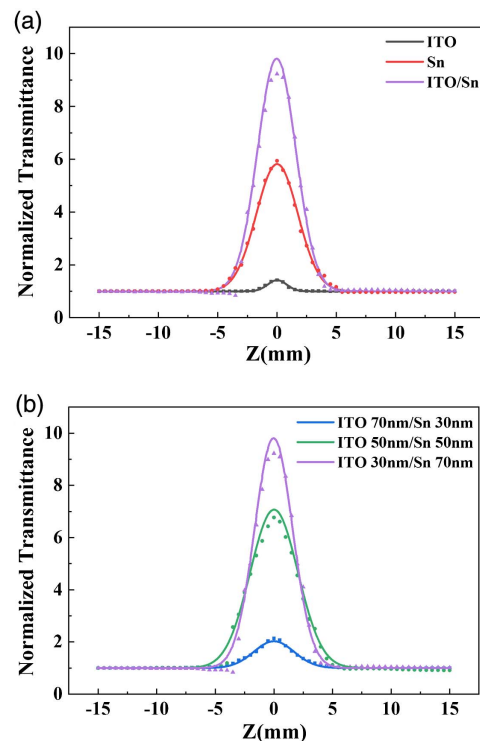 (a)
ITO
Sn
ITO/Sn
Normalized Transmittance
10
8
6
4
2
0
-15 -10 -5 0 5 10 15
Z(mm)
(b)
ITO 70nm/Sn 30nm
ITO 50nm/Sn 50nm
ITO 30nm/Sn 70nm
Normalized Transmittance
10
8
6
4
2
0
-15 -10 -5 0 5 10 15
Z(mm)